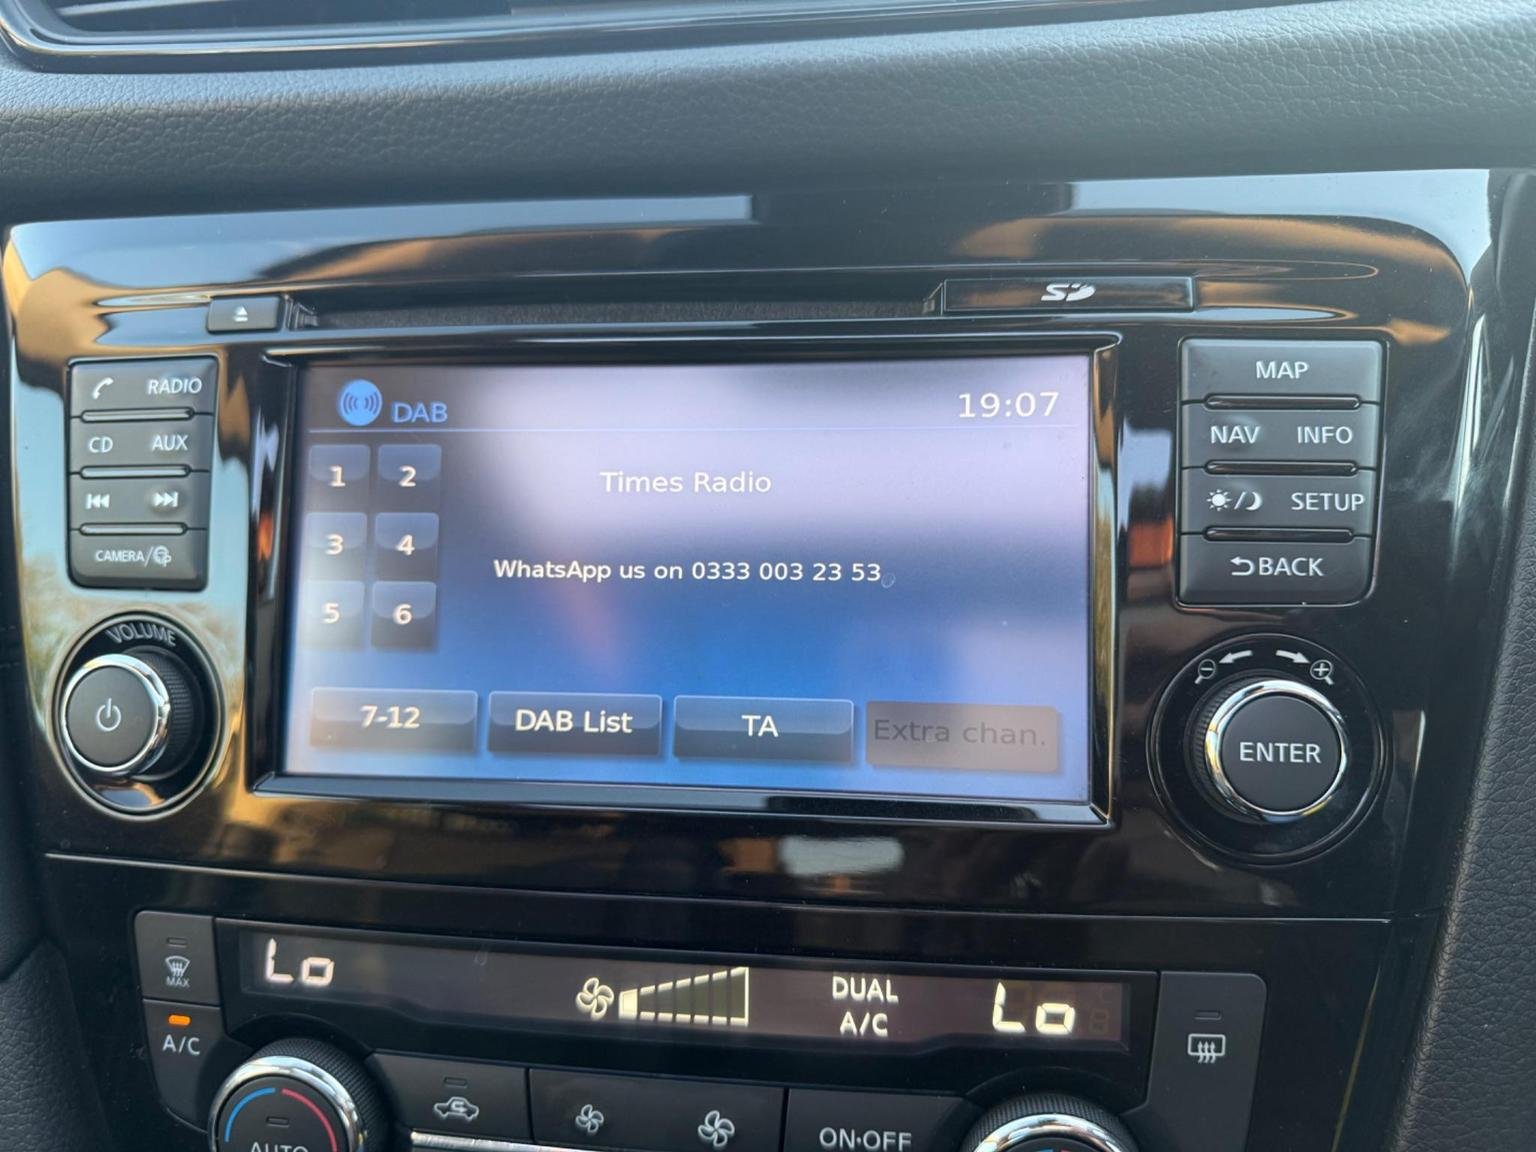 SD
RADIO
CD AUX
CAMERA/
VOLUME
DAB
19:07
1 2
Times Radio
3 4
WhatsApp us on 0333 003 23 53
5 6
7-12
DAB List
TA
Extra chan.
MAP
NAV INFO
SETUP
BACK
ENTER
MAX
A/C
Lo
DUAL
A/C
Lo
AUTO
ON•OFF